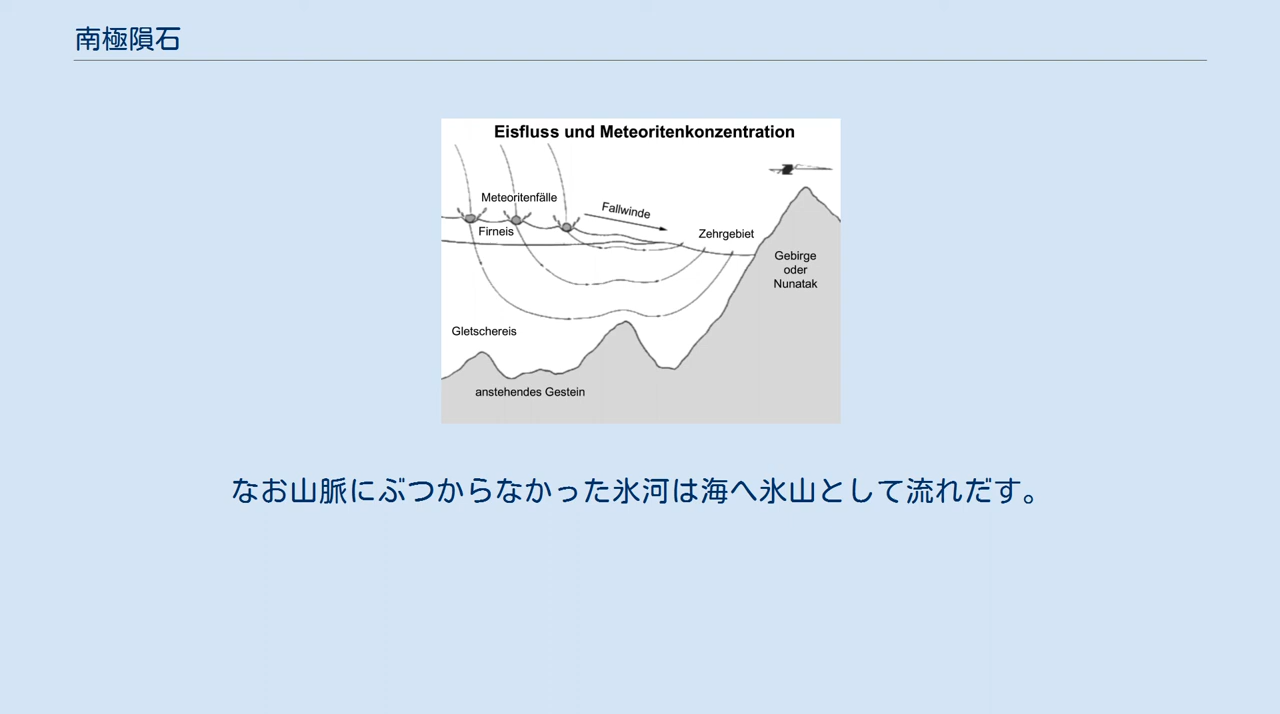 南極隕石
Eisfluss und Meteoritenkonzentration
Meteoritenfälle
Fallwinde
Firneis
Zehrgebiet
Gebirge
oder
Nunatak
Gletschereis
anstehendes Gestein
なお山脈にぶつからなかった氷河は海へ氷山として流れだす。